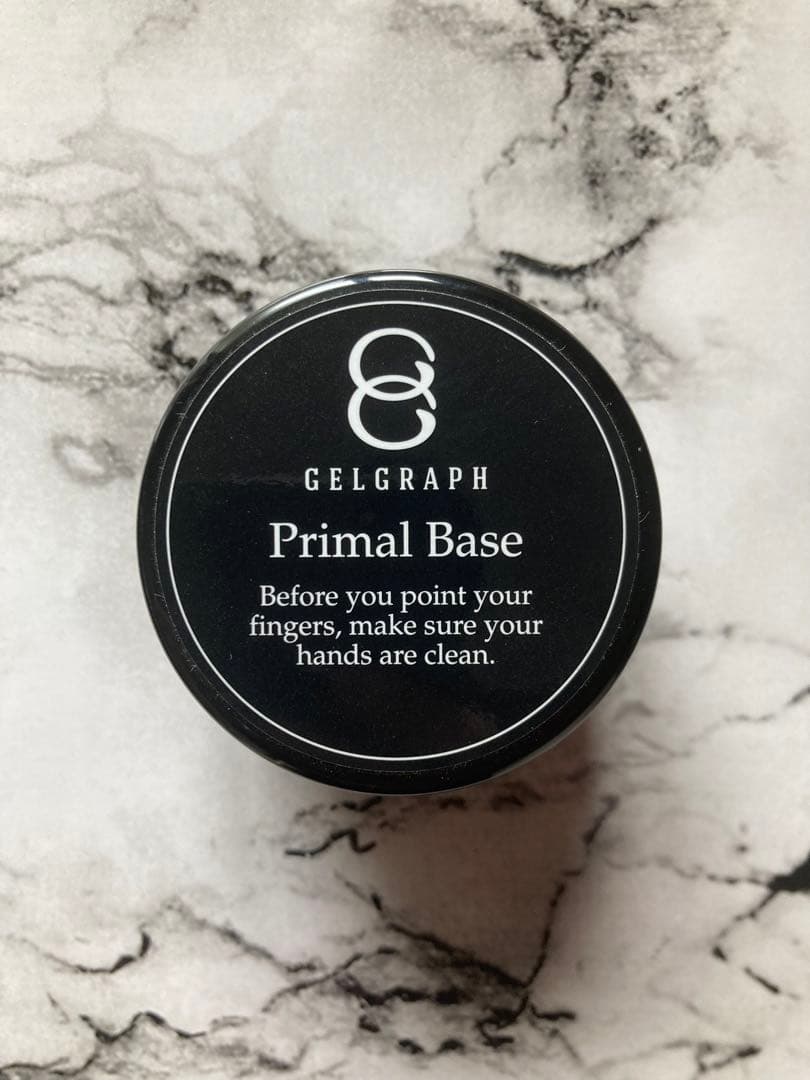 GELGRAPH
Primal Base
Before you point your
fingers, make sure your
hands are clean.